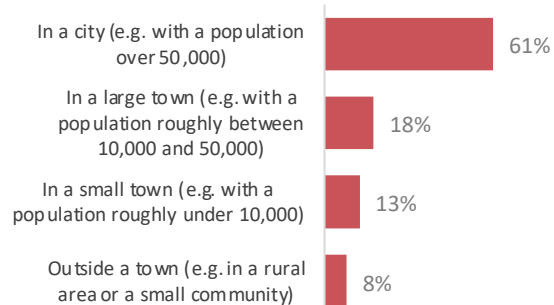 In a city (e.g. with a population
over 50,000)
61%
In a large town (e.g. with a
population roughly between
10,000 and 50,000)
18%
In a small town (e.g. with a
population roughly under 10,000)
13%
Outside a town (e.g. in a rural
area or a small community)
8%